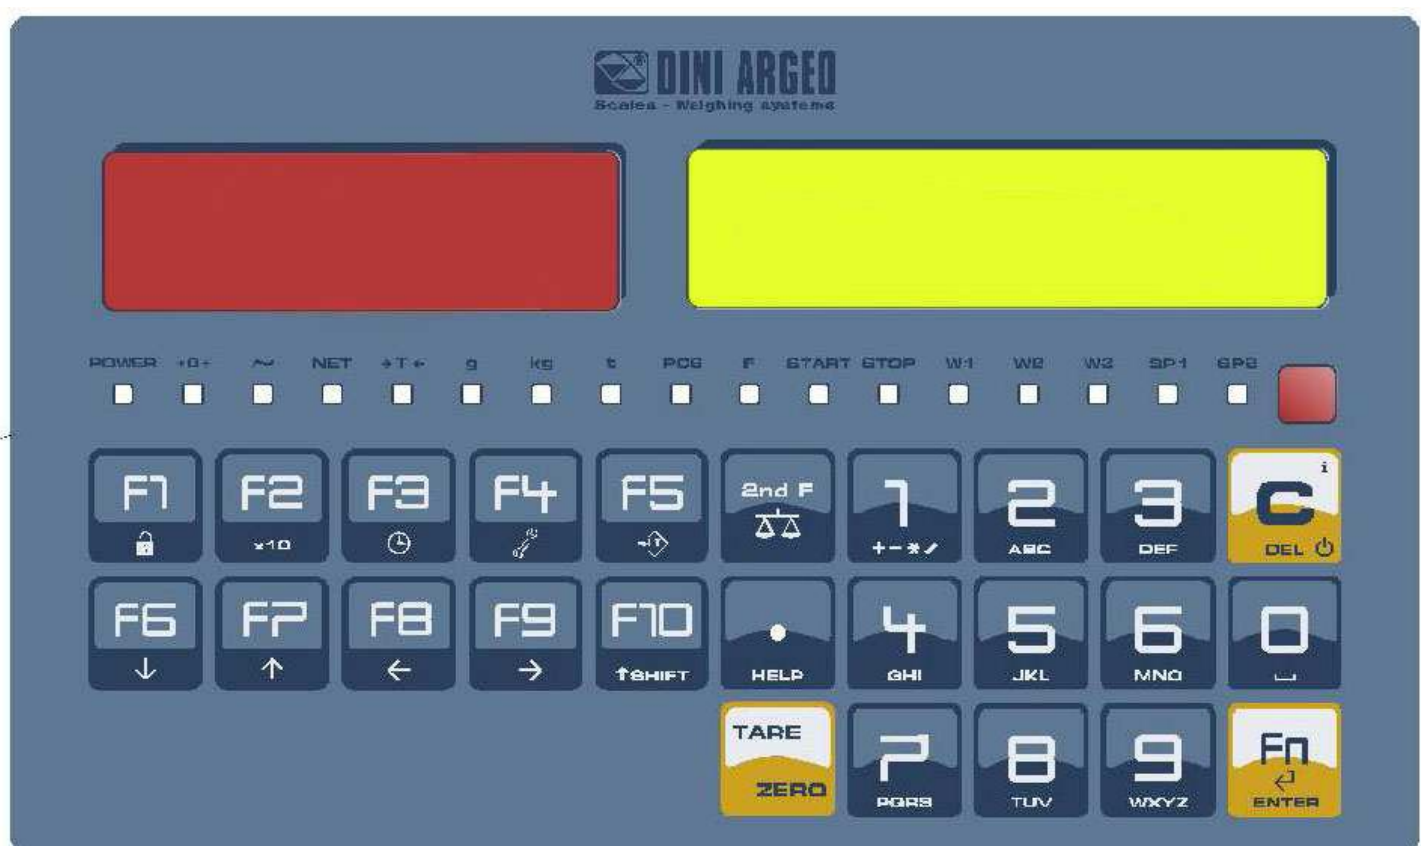 DINI ARGEO
Scales - Weighing systems
POWER →0← ~ NET →T← g kg t PCS F START STOP W1 W2 W3 SP1 SP2
F1 F2 F3 F4 F5 2nd F 1 2 3 C i
x10 +-*/ ABC DEF DEL
F6 F7 F8 F9 F10 . 4 5 6 0
↓ ↑ ← → ↑SHIFT HELP GHI JKL MNO
TARE 7 8 9 Fn
ZERO PQRS TUV WXYZ ENTER